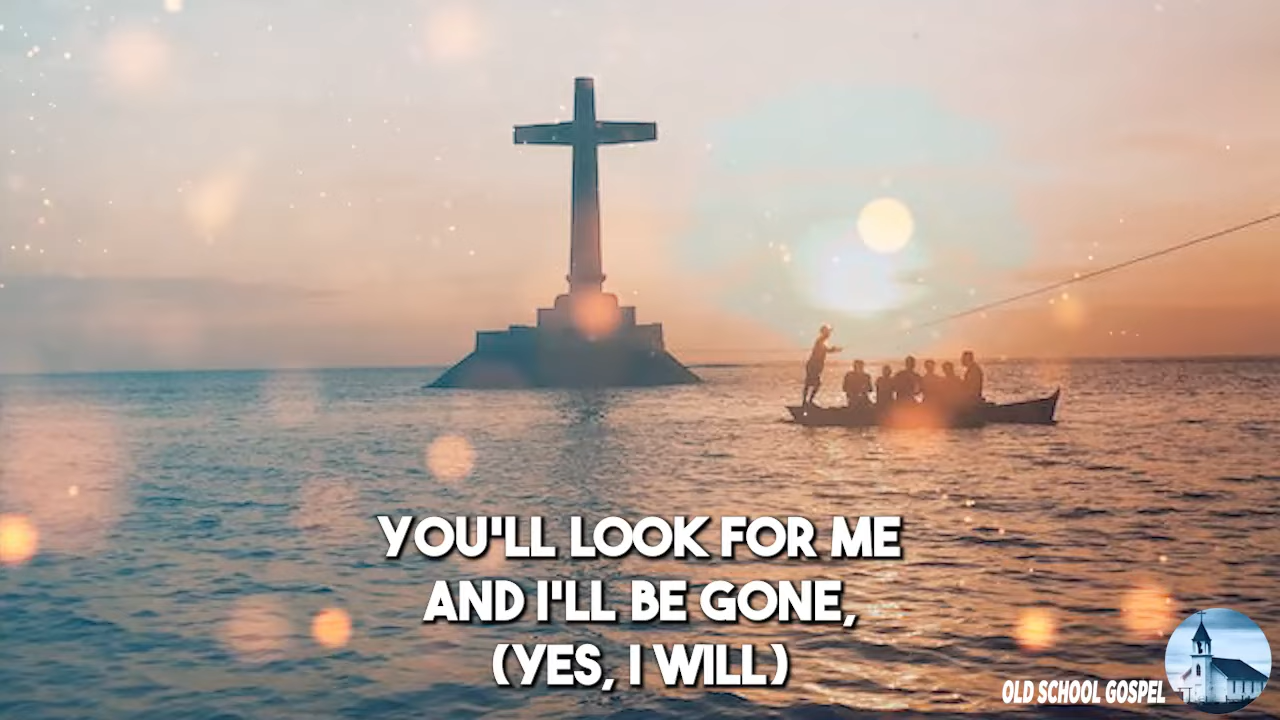 YOU'LL LOOK FOR ME
AND I'LL BE GONE,
(YES, I WILL)
OLD SCHOOL GOSPEL